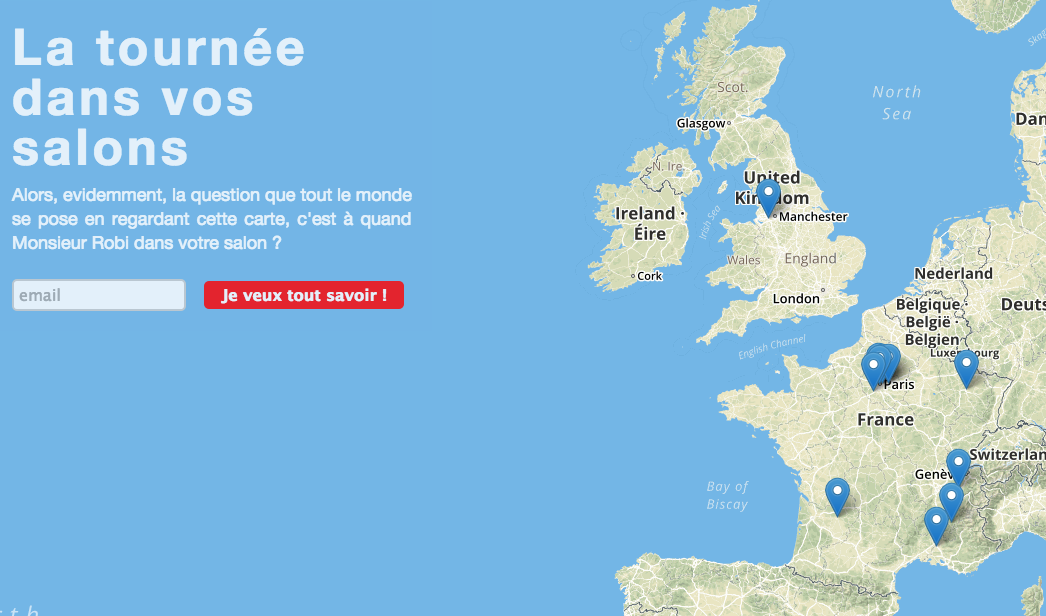 La tournée
dans vos
salons
Alors, evidemment, la question que tout le monde
se pose en regardant cette carte, c'est à quand
Monsieur Robi dans votre salon ?
email
Je veux tout savoir !
North
Sea
Scot.
Glasgow
N. Ire.
United
Kingdom
Ireland ·
Éire
Irish Sea
Manchester
Wales
England
Cork
London
English Channel
Nederland
Belgique ·
België ·
Belgien
Deuts
Dan
Luxembourg
Paris
France
Switzerlan
Genève
Bay of
Biscay